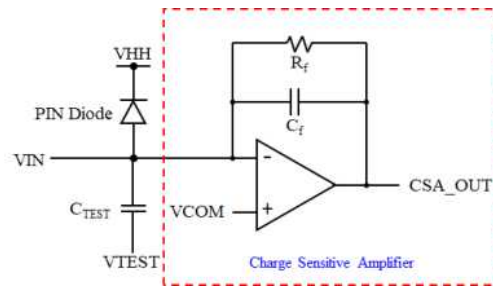 VHH
R_f
PIN Diode
C_f
VIN
-
C_TEST
VCOM
+
CSA_OUT
VTEST
Charge Sensitive Amplifier